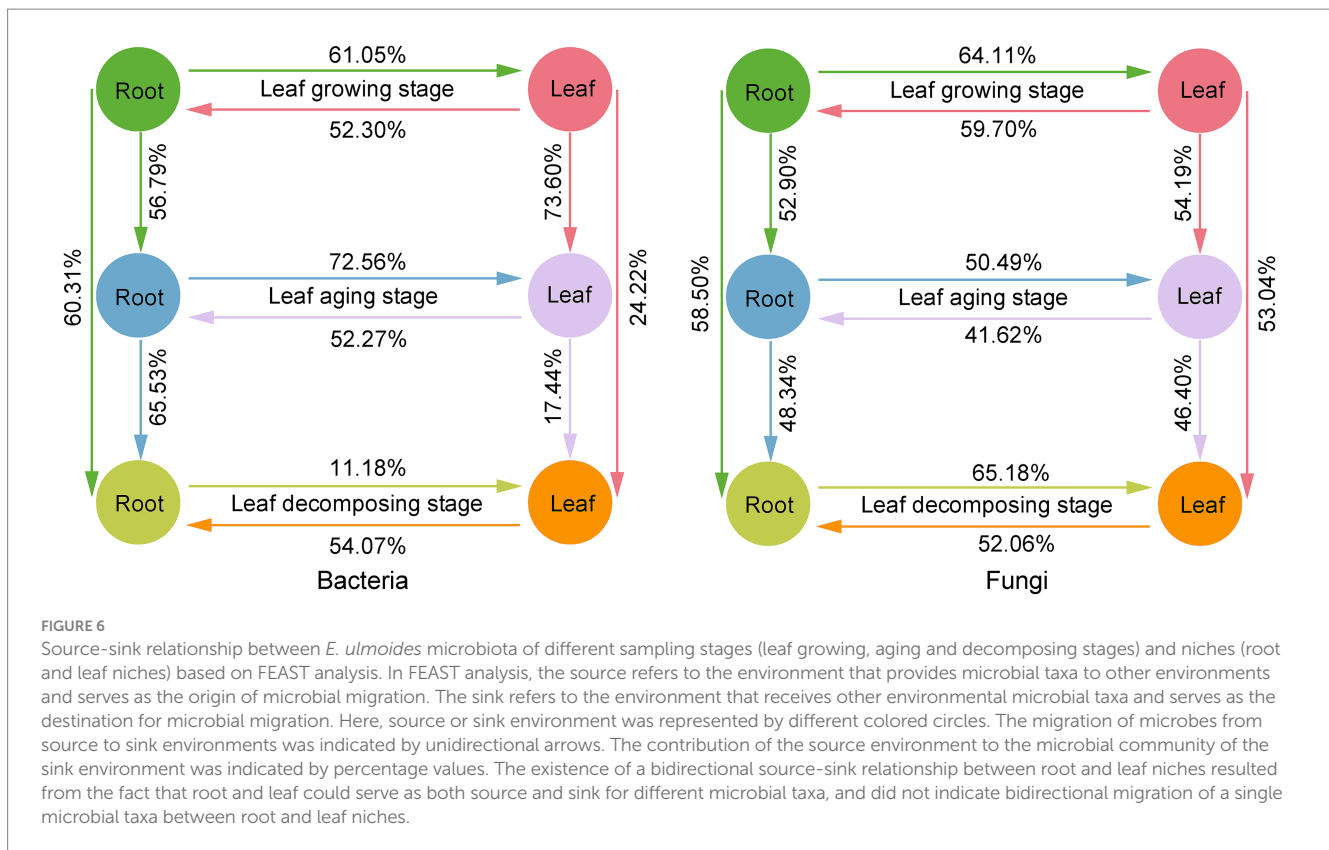 61.05%
Root
Leaf growing stage
Leaf
52.30%
56.79%
73.60%
60.31%
72.56%
Root
Leaf aging stage
Leaf
24.22%
52.27%
65.53%
17.44%
11.18%
Root
Leaf decomposing stage
Leaf
54.07%
Bacteria
64.11%
Root
Leaf growing stage
Leaf
59.70%
52.90%
54.19%
58.50%
50.49%
Root
Leaf aging stage
Leaf
53.04%
41.62%
48.34%
46.40%
65.18%
Root
Leaf decomposing stage
Leaf
52.06%
Fungi
FIGURE 6
Source-sink relationship between E. ulmoides microbiota of different sampling stages (leaf growing, aging and decomposing stages) and niches (root
and leaf niches) based on FEAST analysis. In FEAST analysis, the source refers to the environment that provides microbial taxa to other environments
and serves as the origin of microbial migration. The sink refers to the environment that receives other environmental microbial taxa and serves as the
destination for microbial migration. Here, source or sink environment was represented by different colored circles. The migration of microbes from
source to sink environments was indicated by unidirectional arrows. The contribution of the source environment to the microbial community of the
sink environment was indicated by percentage values. The existence of a bidirectional source-sink relationship between root and leaf niches resulted
from the fact that root and leaf could serve as both source and sink for different microbial taxa, and did not indicate bidirectional migration of a single
microbial taxa between root and leaf niches.